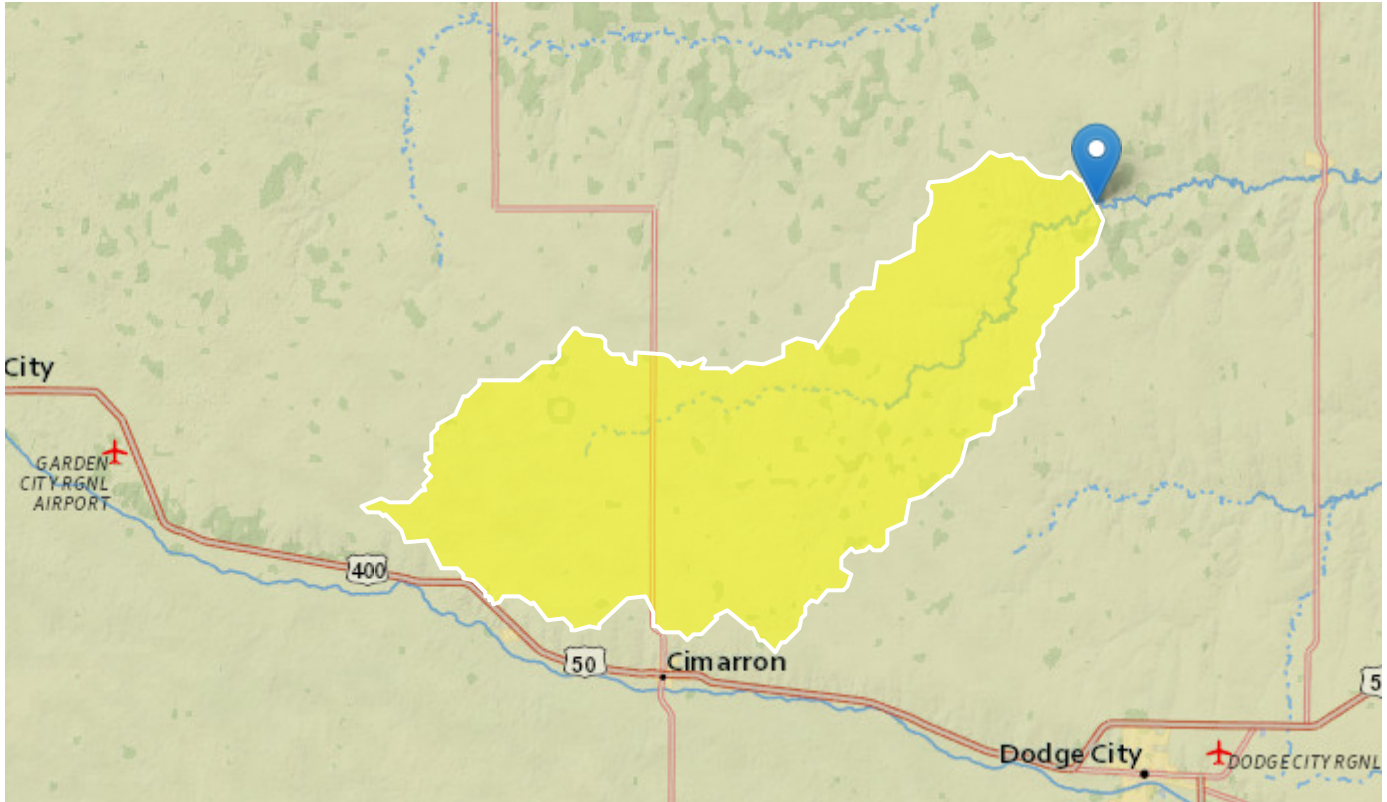 City
GARDEN
CITY RGNL
AIRPORT
400
50
Cimarron
5
Dodge City
DODGE CITY RGNL